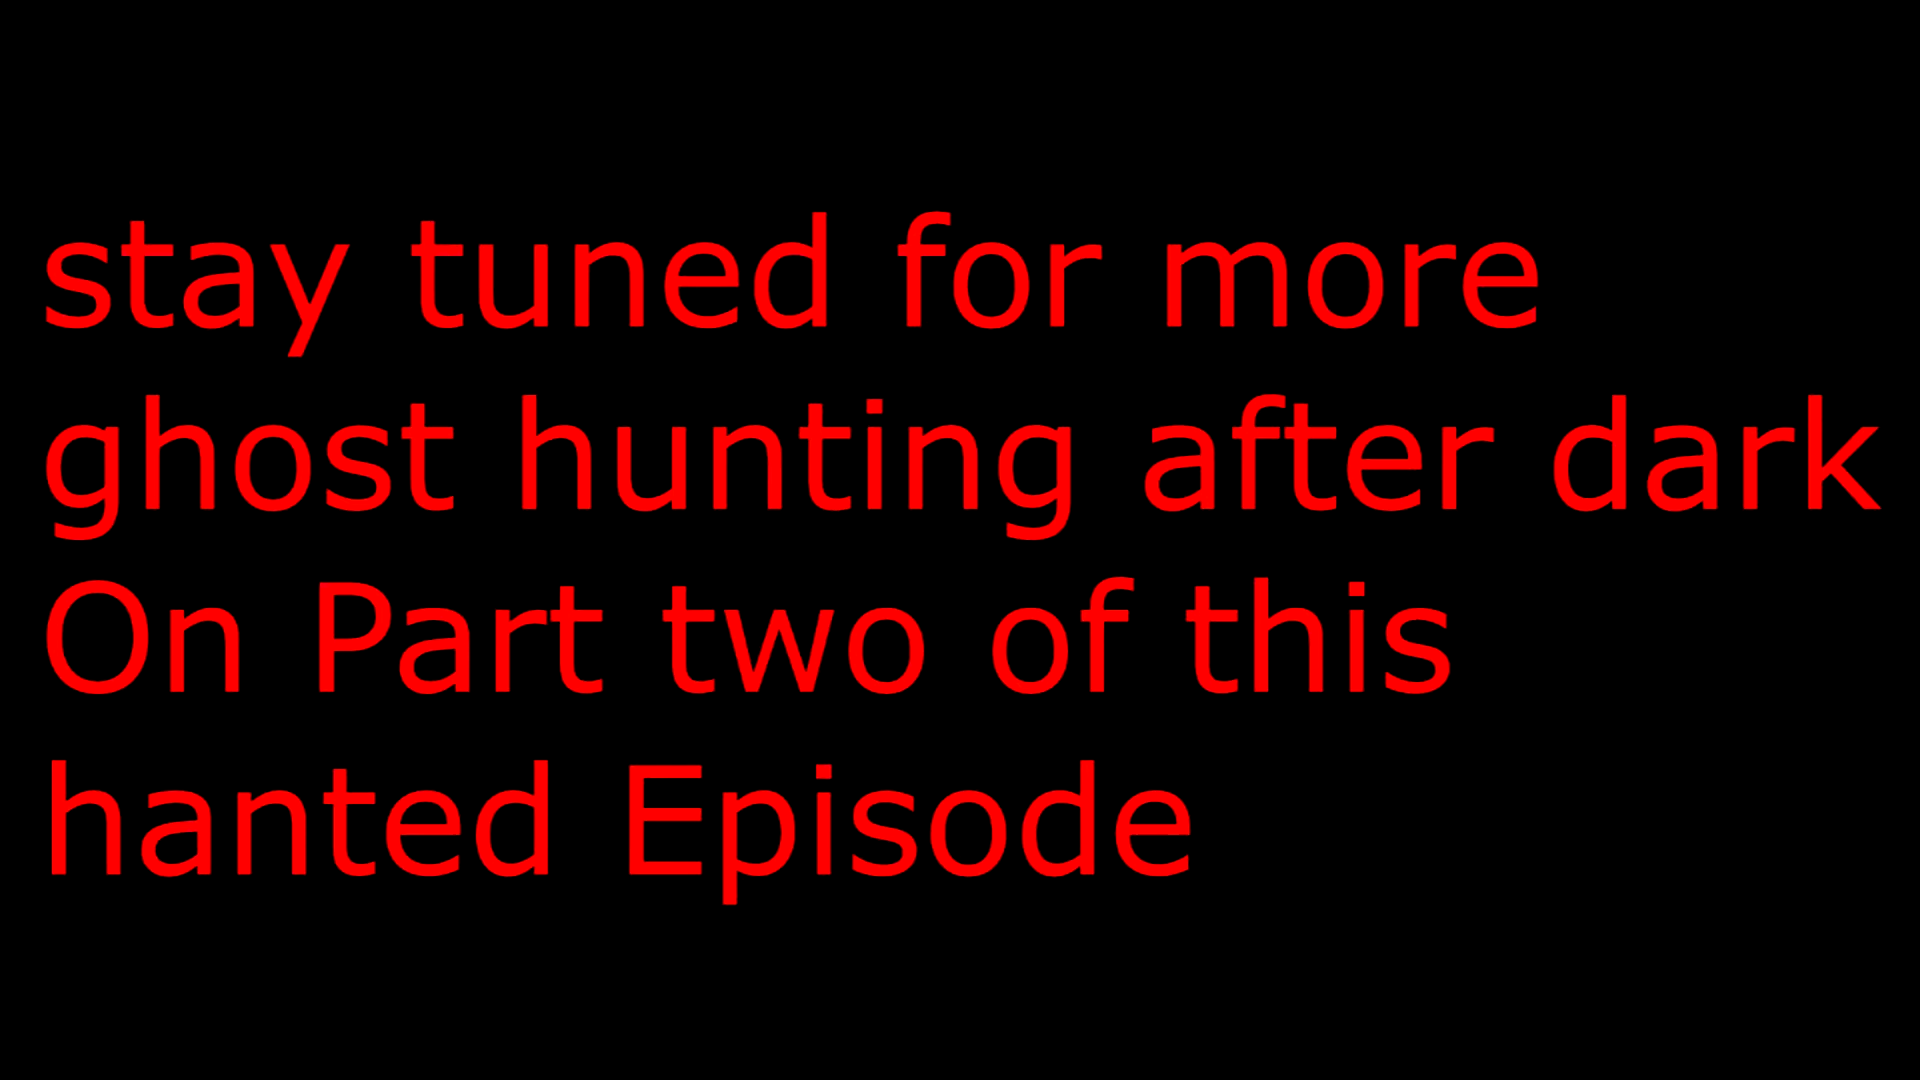 stay tuned for more
ghost hunting after dark
On Part two of this
hanted Episode